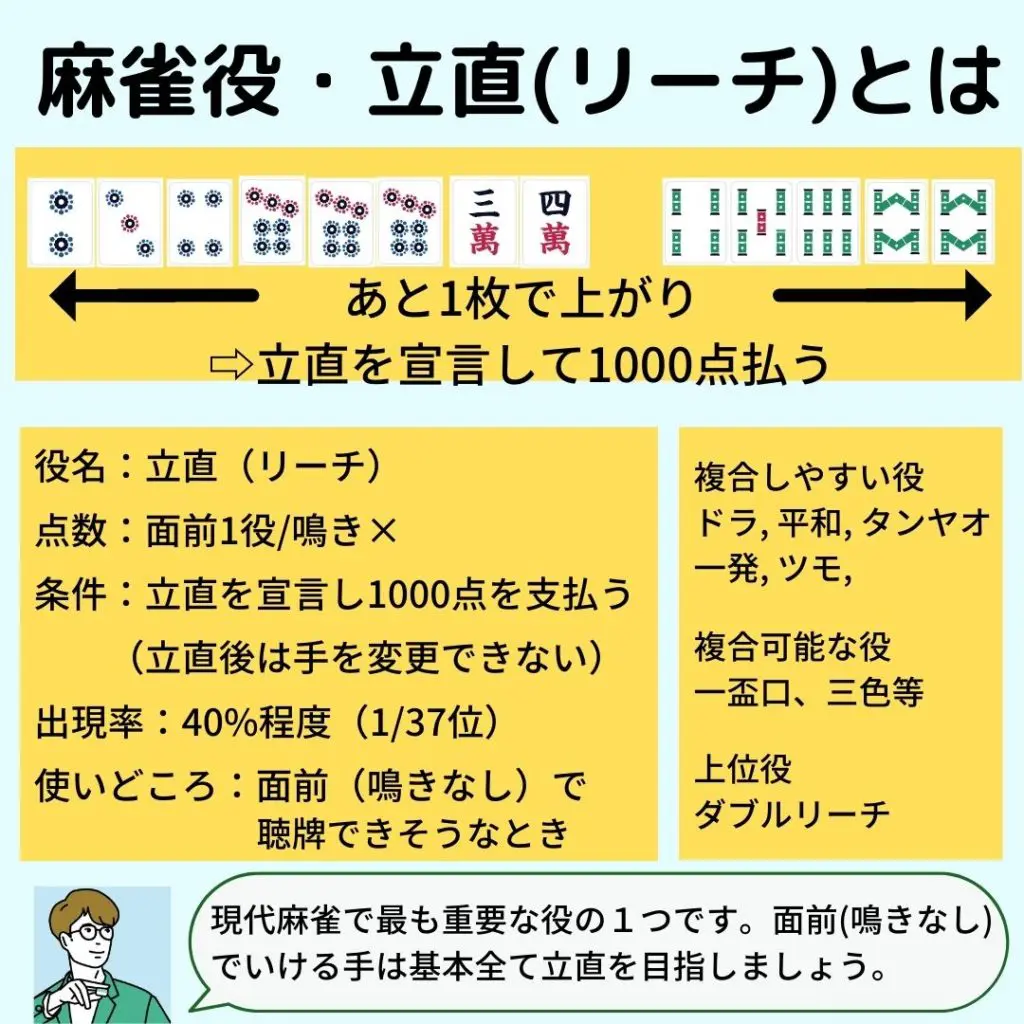 麻雀役・立直(リーチ)とは
三萬 四萬
あと1枚で上がり
⇨立直を宣言して1000点払う
役名：立直（リーチ）
点数：面前1役/鳴き×
条件：立直を宣言し1000点を支払う
（立直後は手を変更できない）
出現率：40%程度（1/37位）
使いどころ：面前（鳴きなし）で
聴牌できそうなとき
複合しやすい役
ドラ, 平和, タンヤオ
一発, ツモ,
複合可能な役
一盃口、三色等
上位役
ダブルリーチ
現代麻雀で最も重要な役の１つです。面前(鳴きなし)
でいける手は基本全て立直を目指しましょう。